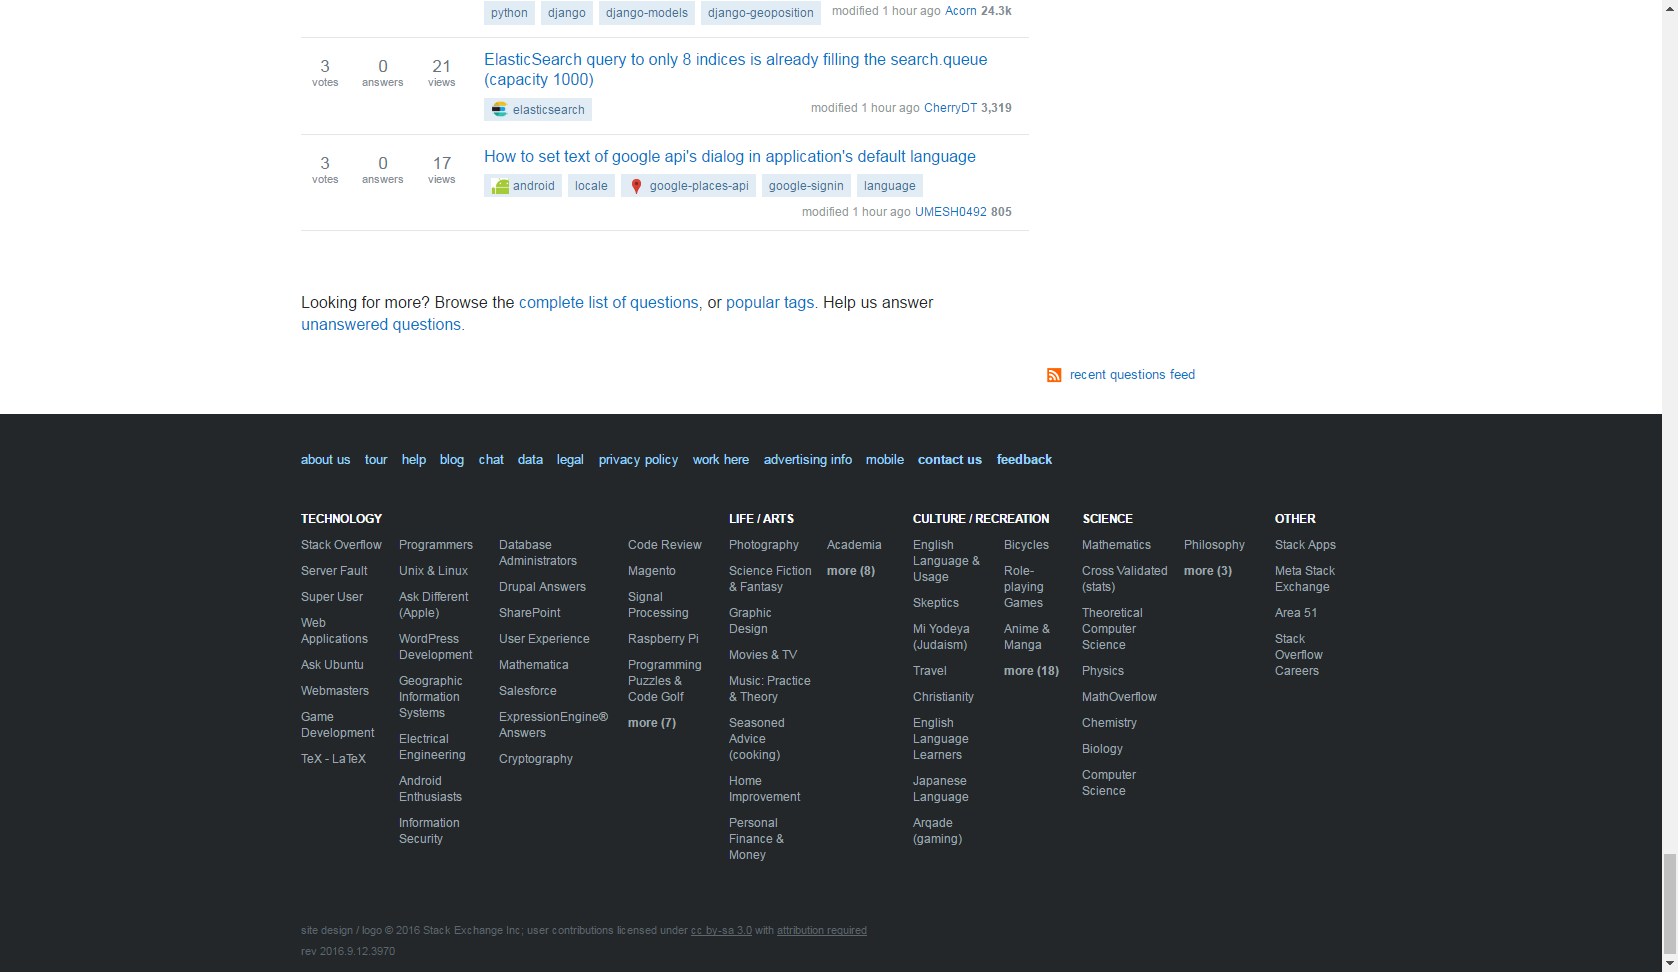 python django django-models django-geoposition modified 1 hour ago Acorn 24.3k
3 votes 0 answers 21 views
ElasticSearch query to only 8 indices is already filling the search.queue
(capacity 1000)
elasticsearch modified 1 hour ago CherryDT 3,319
3 votes 0 answers 17 views
How to set text of google api's dialog in application's default language
android locale google-places-api google-signin language
modified 1 hour ago UMESH0492 805
Looking for more? Browse the complete list of questions, or popular tags. Help us answer
unanswered questions.
recent questions feed
about us tour help blog chat data legal privacy policy work here advertising info mobile contact us feedback
TECHNOLOGY
Stack Overflow
Server Fault
Super User
Web
Applications
Ask Ubuntu
Webmasters
Game
Development
TeX - LaTeX
Programmers
Unix & Linux
Ask Different
(Apple)
WordPress
Development
Geographic
Information
Systems
Electrical
Engineering
Android
Enthusiasts
Information
Security
Database
Administrators
Drupal Answers
SharePoint
User Experience
Mathematica
Salesforce
ExpressionEngine®
Answers
Cryptography
Code Review
Magento
Signal
Processing
Raspberry Pi
Programming
Puzzles &
Code Golf
more (7)
LIFE / ARTS
Photography
Science Fiction
& Fantasy
Graphic
Design
Movies & TV
Music: Practice
& Theory
Seasoned
Advice
(cooking)
Home
Improvement
Personal
Finance &
Money
Academia
more (8)
CULTURE / RECREATION
English
Language &
Usage
Skeptics
Mi Yodeya
(Judaism)
Travel
Christianity
English
Language
Learners
Japanese
Language
Arqade
(gaming)
Bicycles
Role-
playing
Games
Anime &
Manga
more (18)
SCIENCE
Mathematics
Cross Validated
(stats)
Theoretical
Computer
Science
Physics
MathOverflow
Chemistry
Biology
Computer
Science
Philosophy
more (3)
OTHER
Stack Apps
Meta Stack
Exchange
Area 51
Stack
Overflow
Careers
site design / logo © 2016 Stack Exchange Inc; user contributions licensed under cc by-sa 3.0 with attribution required
rev 2016.9.12.3970